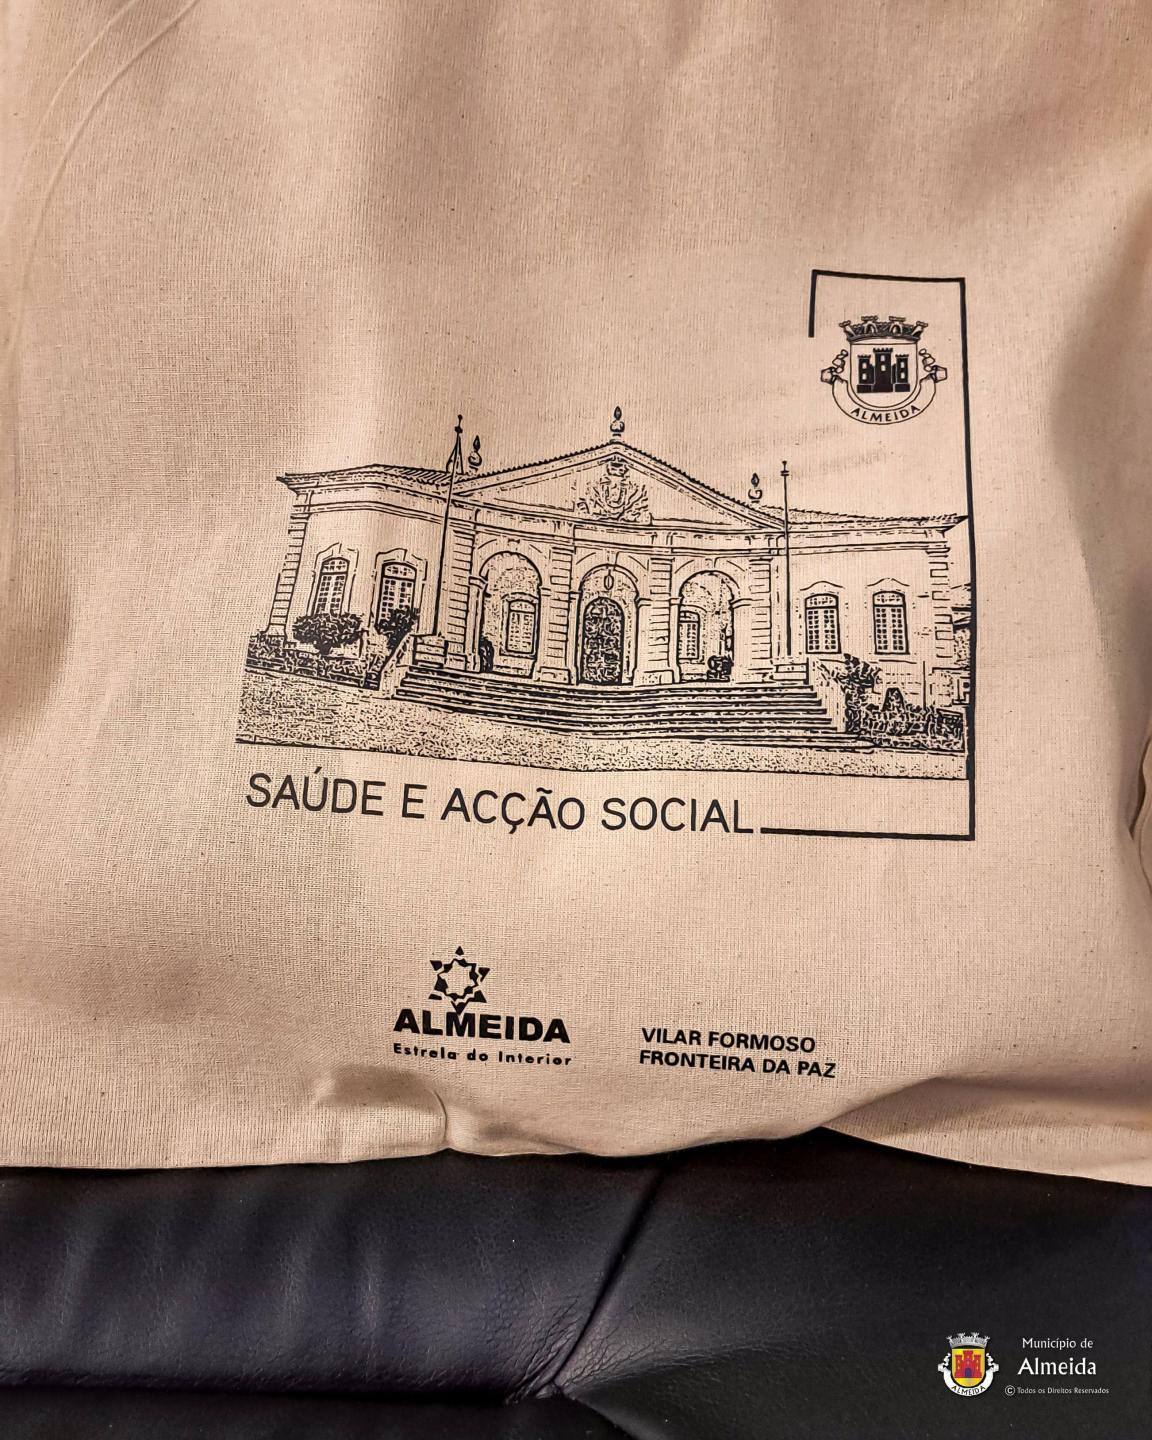 ALMEIDA
SAÚDE E ACÇÃO SOCIAL
ALMEIDA
Estrela do Interior
VILAR FORMOSO
FRONTEIRA DA PAZ
Município de
Almeida
© Todos os Direitos Reservados
ALMEIDA